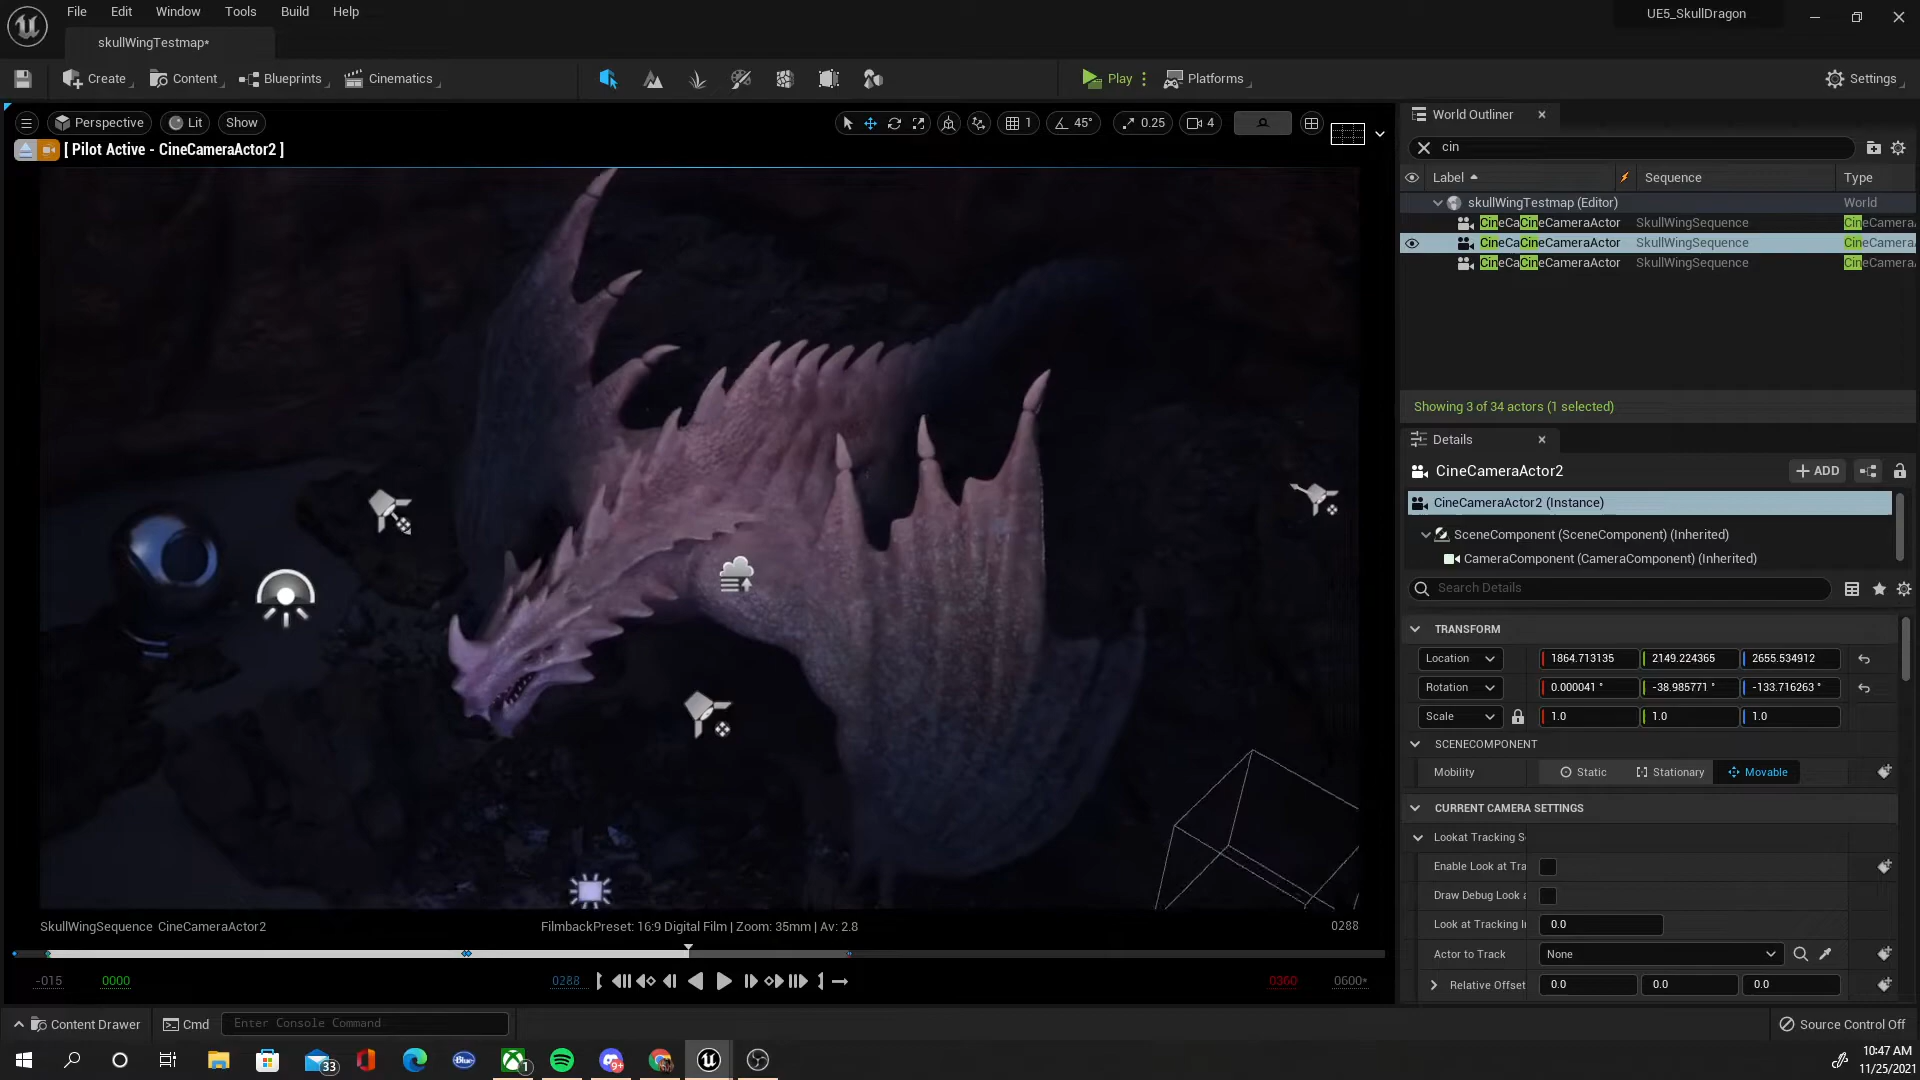 File Edit Window Tools Build Help
UE5_SkullDragon
skullWingTestmap*
Create Content Blueprints Cinematics
Play Platforms Settings
Perspective Lit Show
1 45° 0.25 4
[ Pilot Active - CineCameraActor2 ]
World Outliner
cin
Label Sequence Type
skullWingTestmap (Editor) World
CineCaCineCameraActor SkullWingSequence CineCamera
CineCaCineCameraActor SkullWingSequence CineCamera
CineCaCineCameraActor SkullWingSequence CineCamera
Showing 3 of 34 actors (1 selected)
Details
CineCameraActor2 ADD
CineCameraActor2 (Instance)
SceneComponent (SceneComponent) (Inherited)
CameraComponent (CameraComponent) (Inherited)
Search Details
TRANSFORM
Location 1864.713135 2149.224365 2655.534912
Rotation 0.000041 ° -38.985771 ° -133.716263 °
Scale 1.0 1.0 1.0
SCENECOMPONENT
Mobility Static Stationary Movable
CURRENT CAMERA SETTINGS
Lookat Tracking S
Enable Look at Tra
Draw Debug Look a
Look at Tracking I 0.0
Actor to Track None
Relative Offset 0.0 0.0 0.0
SkullWingSequence CineCameraActor2
FilmbackPreset: 16:9 Digital Film | Zoom: 35mm | Av: 2.8
0288
-015 0000 0288 0360 0600*
Content Drawer Cmd Enter Console Command
Source Control Off
33 Blue 1 9+
10:47 AM
11/25/2021